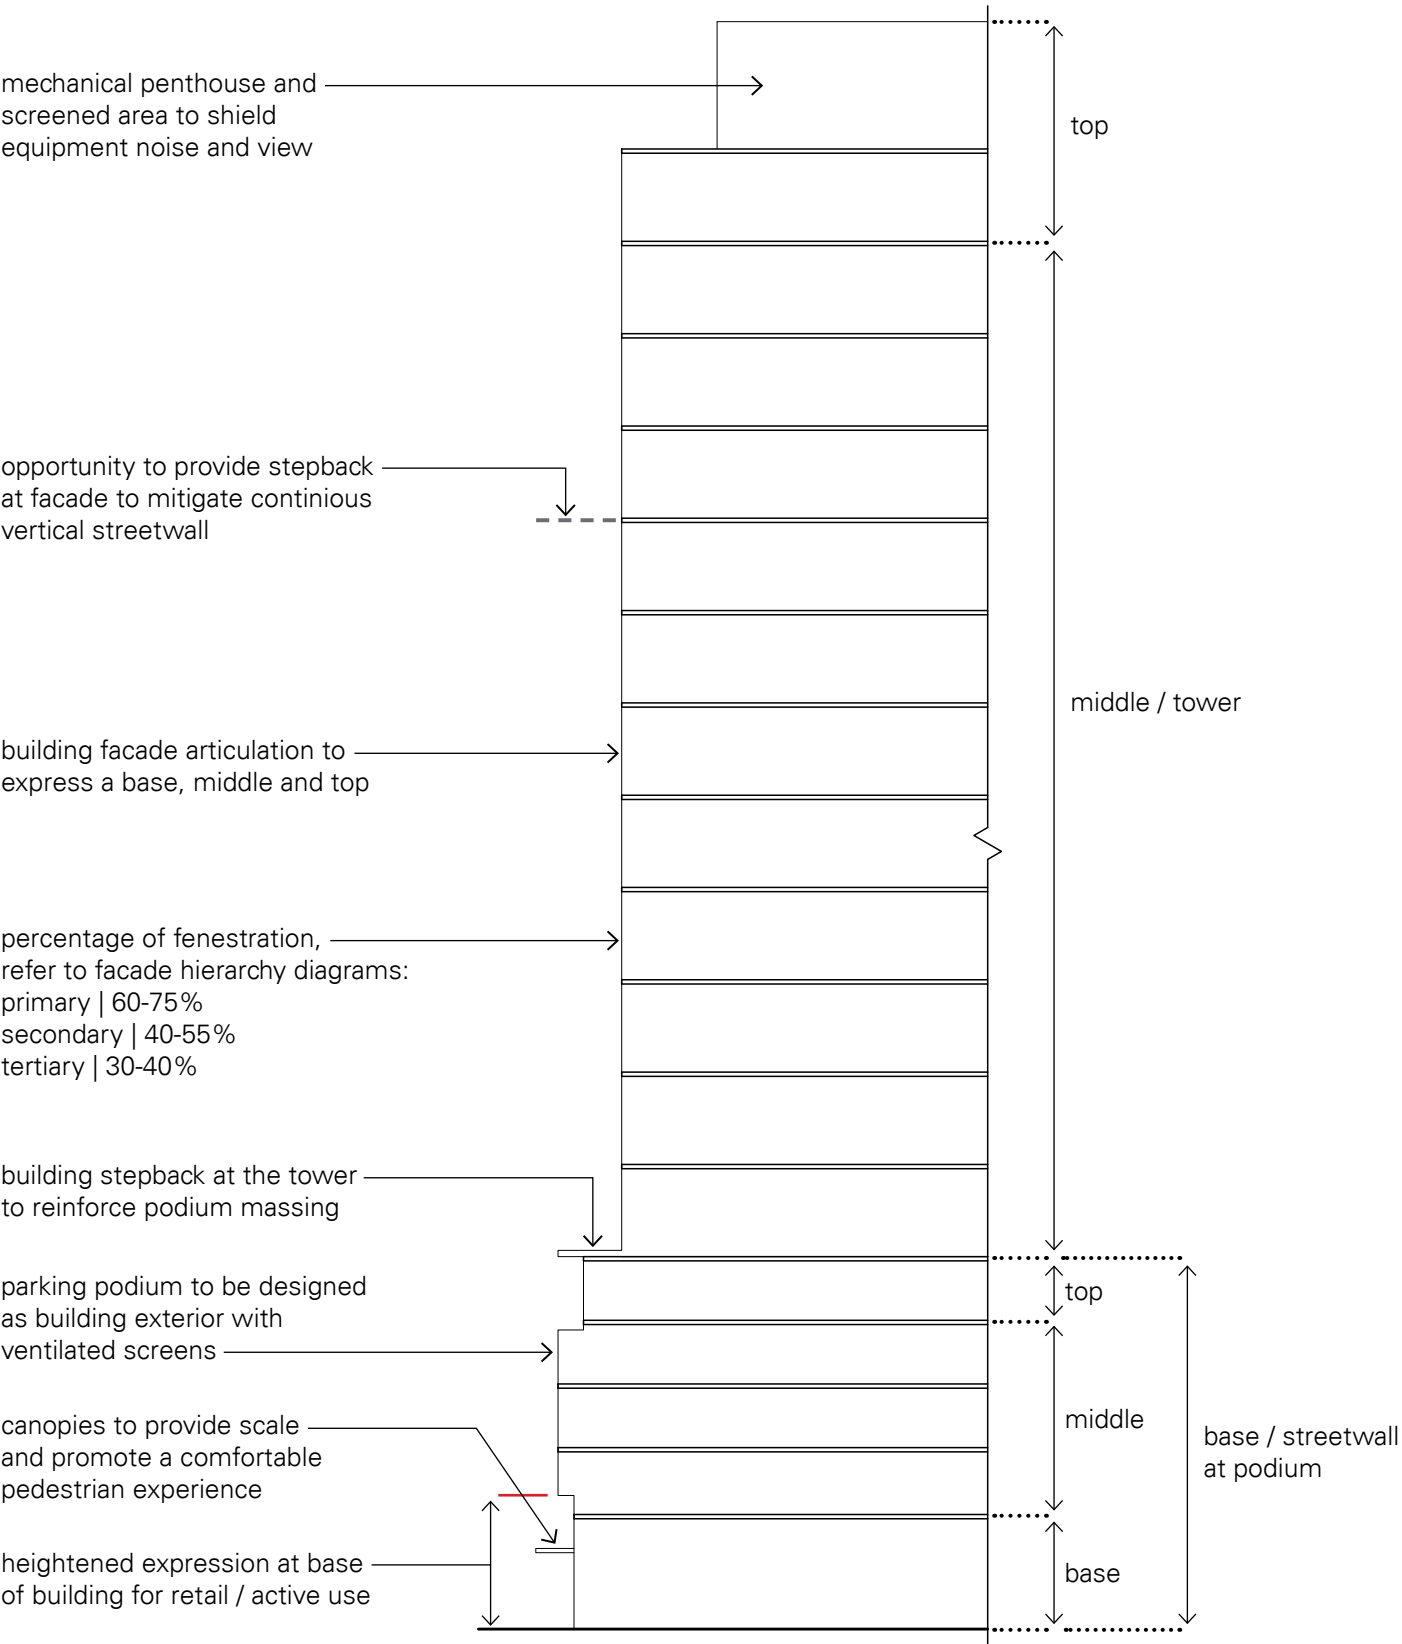 mechanical penthouse and
screened area to shield
equipment noise and view
top
opportunity to provide stepback
at facade to mitigate continious
vertical streetwall
middle / tower
building facade articulation to
express a base, middle and top
percentage of fenestration,
refer to facade hierarchy diagrams:
primary | 60-75%
secondary | 40-55%
tertiary | 30-40%
building stepback at the tower
to reinforce podium massing
parking podium to be designed
as building exterior with
ventilated screens
top
canopies to provide scale
and promote a comfortable
pedestrian experience
middle
base / streetwall
at podium
heightened expression at base
of building for retail / active use
base